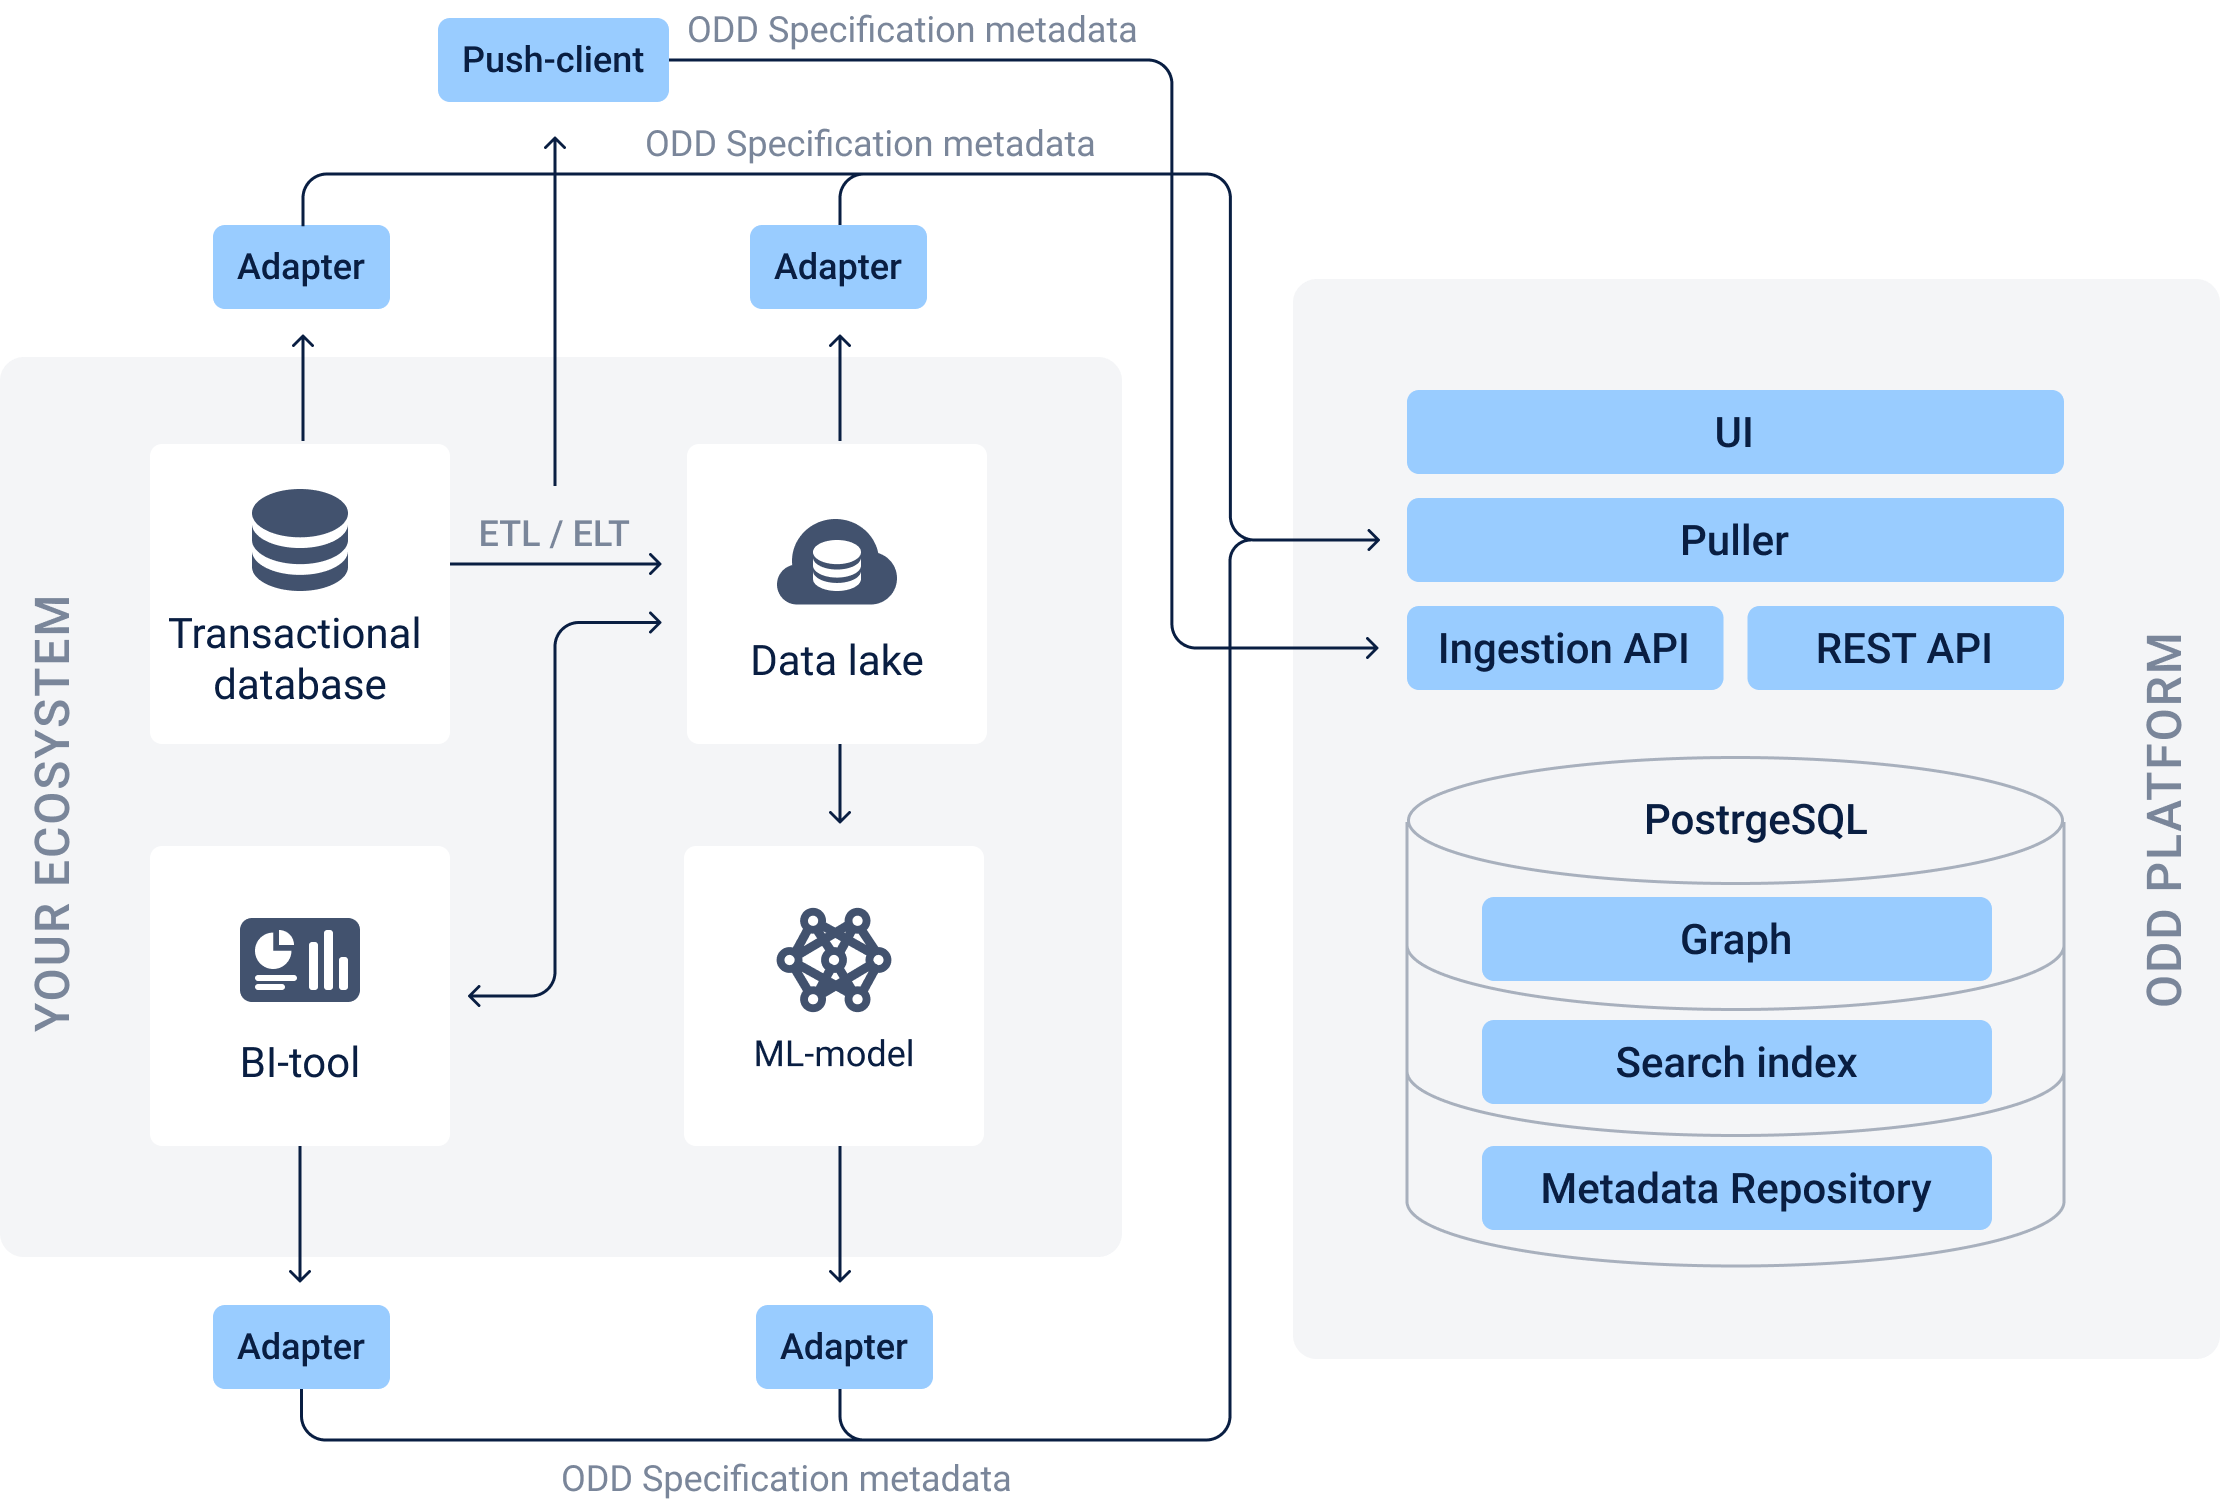 Push-client
ODD Specification metadata
ODD Specification metadata
Adapter
Adapter
YOUR ECOSYSTEM
Transactional
database
ETL / ELT
Data lake
BI-tool
ML-model
Adapter
Adapter
ODD Specification metadata
UI
Puller
Ingestion API
REST API
PostrgeSQL
Graph
Search index
Metadata Repository
ODD PLATFORM